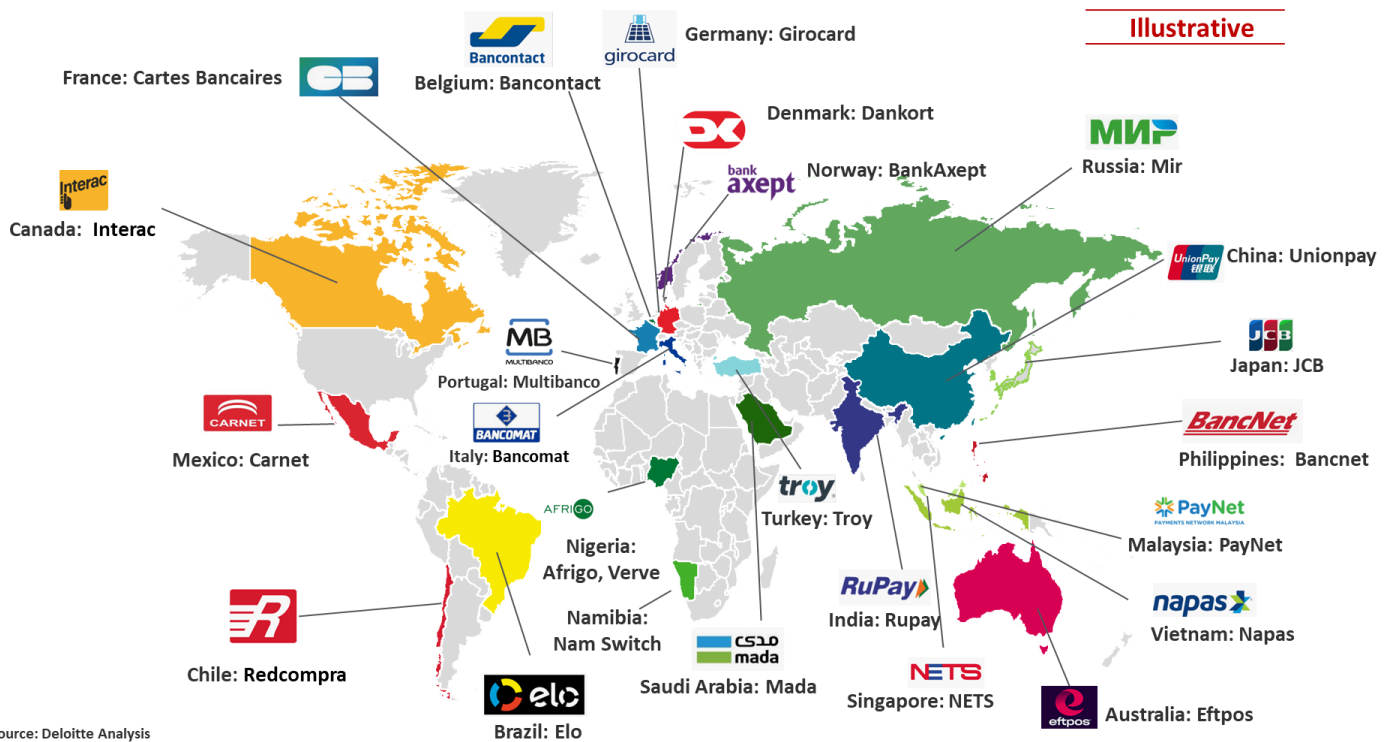 Illustrative
Bancontact
Belgium: Bancontact
girocard
Germany: Girocard
France: Cartes Bancaires
CB
DK
Denmark: Dankort
bank
axept
Norway: BankAxept
МИР
Russia: Mir
Interac
Canada: Interac
UnionPay
银联
China: Unionpay
MB
MULTIBANCO
Portugal: Multibanco
JCB
Japan: JCB
CARNET
Mexico: Carnet
BANCOMAT
Italy: Bancomat
BancNet
Philippines: Bancnet
troy
Turkey: Troy
AFRIGO
Nigeria:
Afrigo, Verve
PayNet
PAYMENTS NETWORK MALAYSIA
Malaysia: PayNet
RuPay
India: Rupay
napas
Vietnam: Napas
Namibia:
Nam Switch
R
Chile: Redcompra
مدى
mada
Saudi Arabia: Mada
NETS
Singapore: NETS
elo
Brazil: Elo
eftpos
Australia: Eftpos
ource: Deloitte Analysis